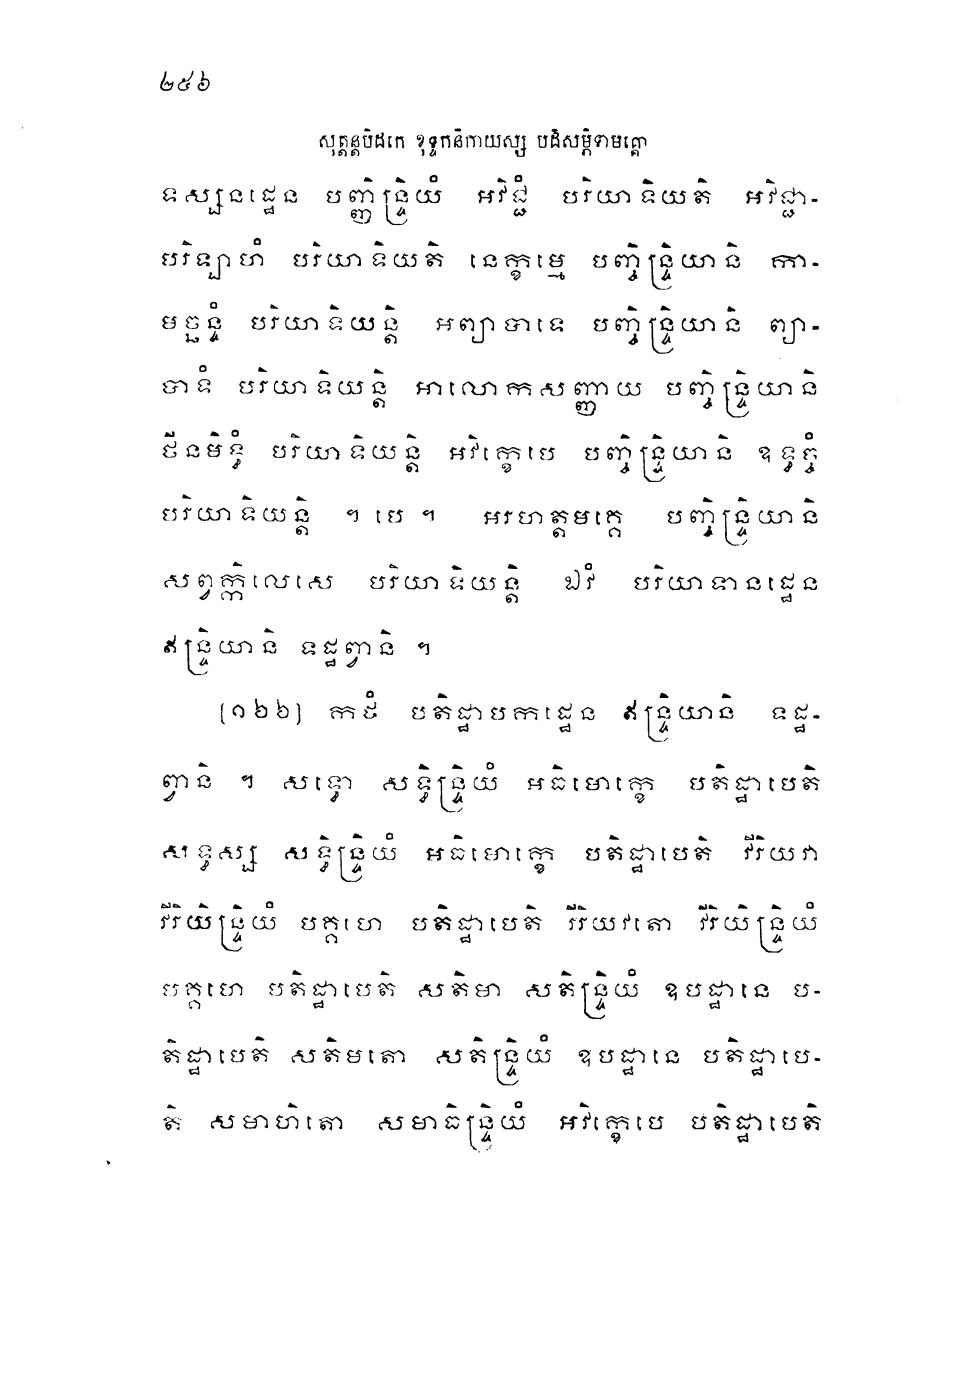 ២៥៦
សុត្តន្តបិដកេ ខុទ្ទកនិកាយស្ស បដិសម្ភិទាមគ្គោ
ទស្សនដ្ឋេន បញ្ញិន្ទ្រិយំ អវិជ្ជំ បរិយាទិយតិ អវិជ្ជា-
បរិឡាហំ បរិយាទិយតិ នេក្ខម្មេ បញ្ចិន្ទ្រិយានិ កា-
មច្ឆន្ទំ បរិយាទិយន្តិ អព្យាបាទេ បញ្ចិន្ទ្រិយានិ ព្យា-
បាទំ បរិយាទិយន្តិ អាលោកសញ្ញាយ បញ្ចិន្ទ្រិយានិ
ថីនមិទ្ធំ បរិយាទិយន្តិ អវិក្ខេបេ បញ្ចិន្ទ្រិយានិ ឧទ្ធច្ចំ
បរិយាទិយន្តិ ។ បេ ។ អរហត្តមគ្គេ បញ្ចិន្ទ្រិយានិ
សព្វក្កិលេសេ បរិយាទិយន្តិ ឯវំ បរិយាទានដ្ឋេន
ឥន្ទ្រិយានិ ទដ្ឋព្វានិ ។
[១៦៦] កថំ បតិដ្ឋាបកដ្ឋេន ឥន្ទ្រិយានិ ទដ្ឋ-
ព្វានិ ។ សទ្ធោ សទ្ធិន្ទ្រិយំ អធិមោក្ខេ បតិដ្ឋាបេតិ
សទ្ធស្ស សទ្ធិន្ទ្រិយំ អធិមោក្ខេ បតិដ្ឋាបេតិ វីរិយវា
វីរិយិន្ទ្រិយំ បគ្គហេ បតិដ្ឋាបេតិ វីរិយវតោ វីរិយិន្ទ្រិយំ
បគ្គហេ បតិដ្ឋាបេតិ សតិមា សតិន្ទ្រិយំ ឧបដ្ឋានេ ប-
តិដ្ឋាបេតិ សតិមតោ សតិន្ទ្រិយំ ឧបដ្ឋានេ បតិដ្ឋាបេ-
តិ សមាហិតោ សមាធិន្ទ្រិយំ អវិក្ខេបេ បតិដ្ឋាបេតិ